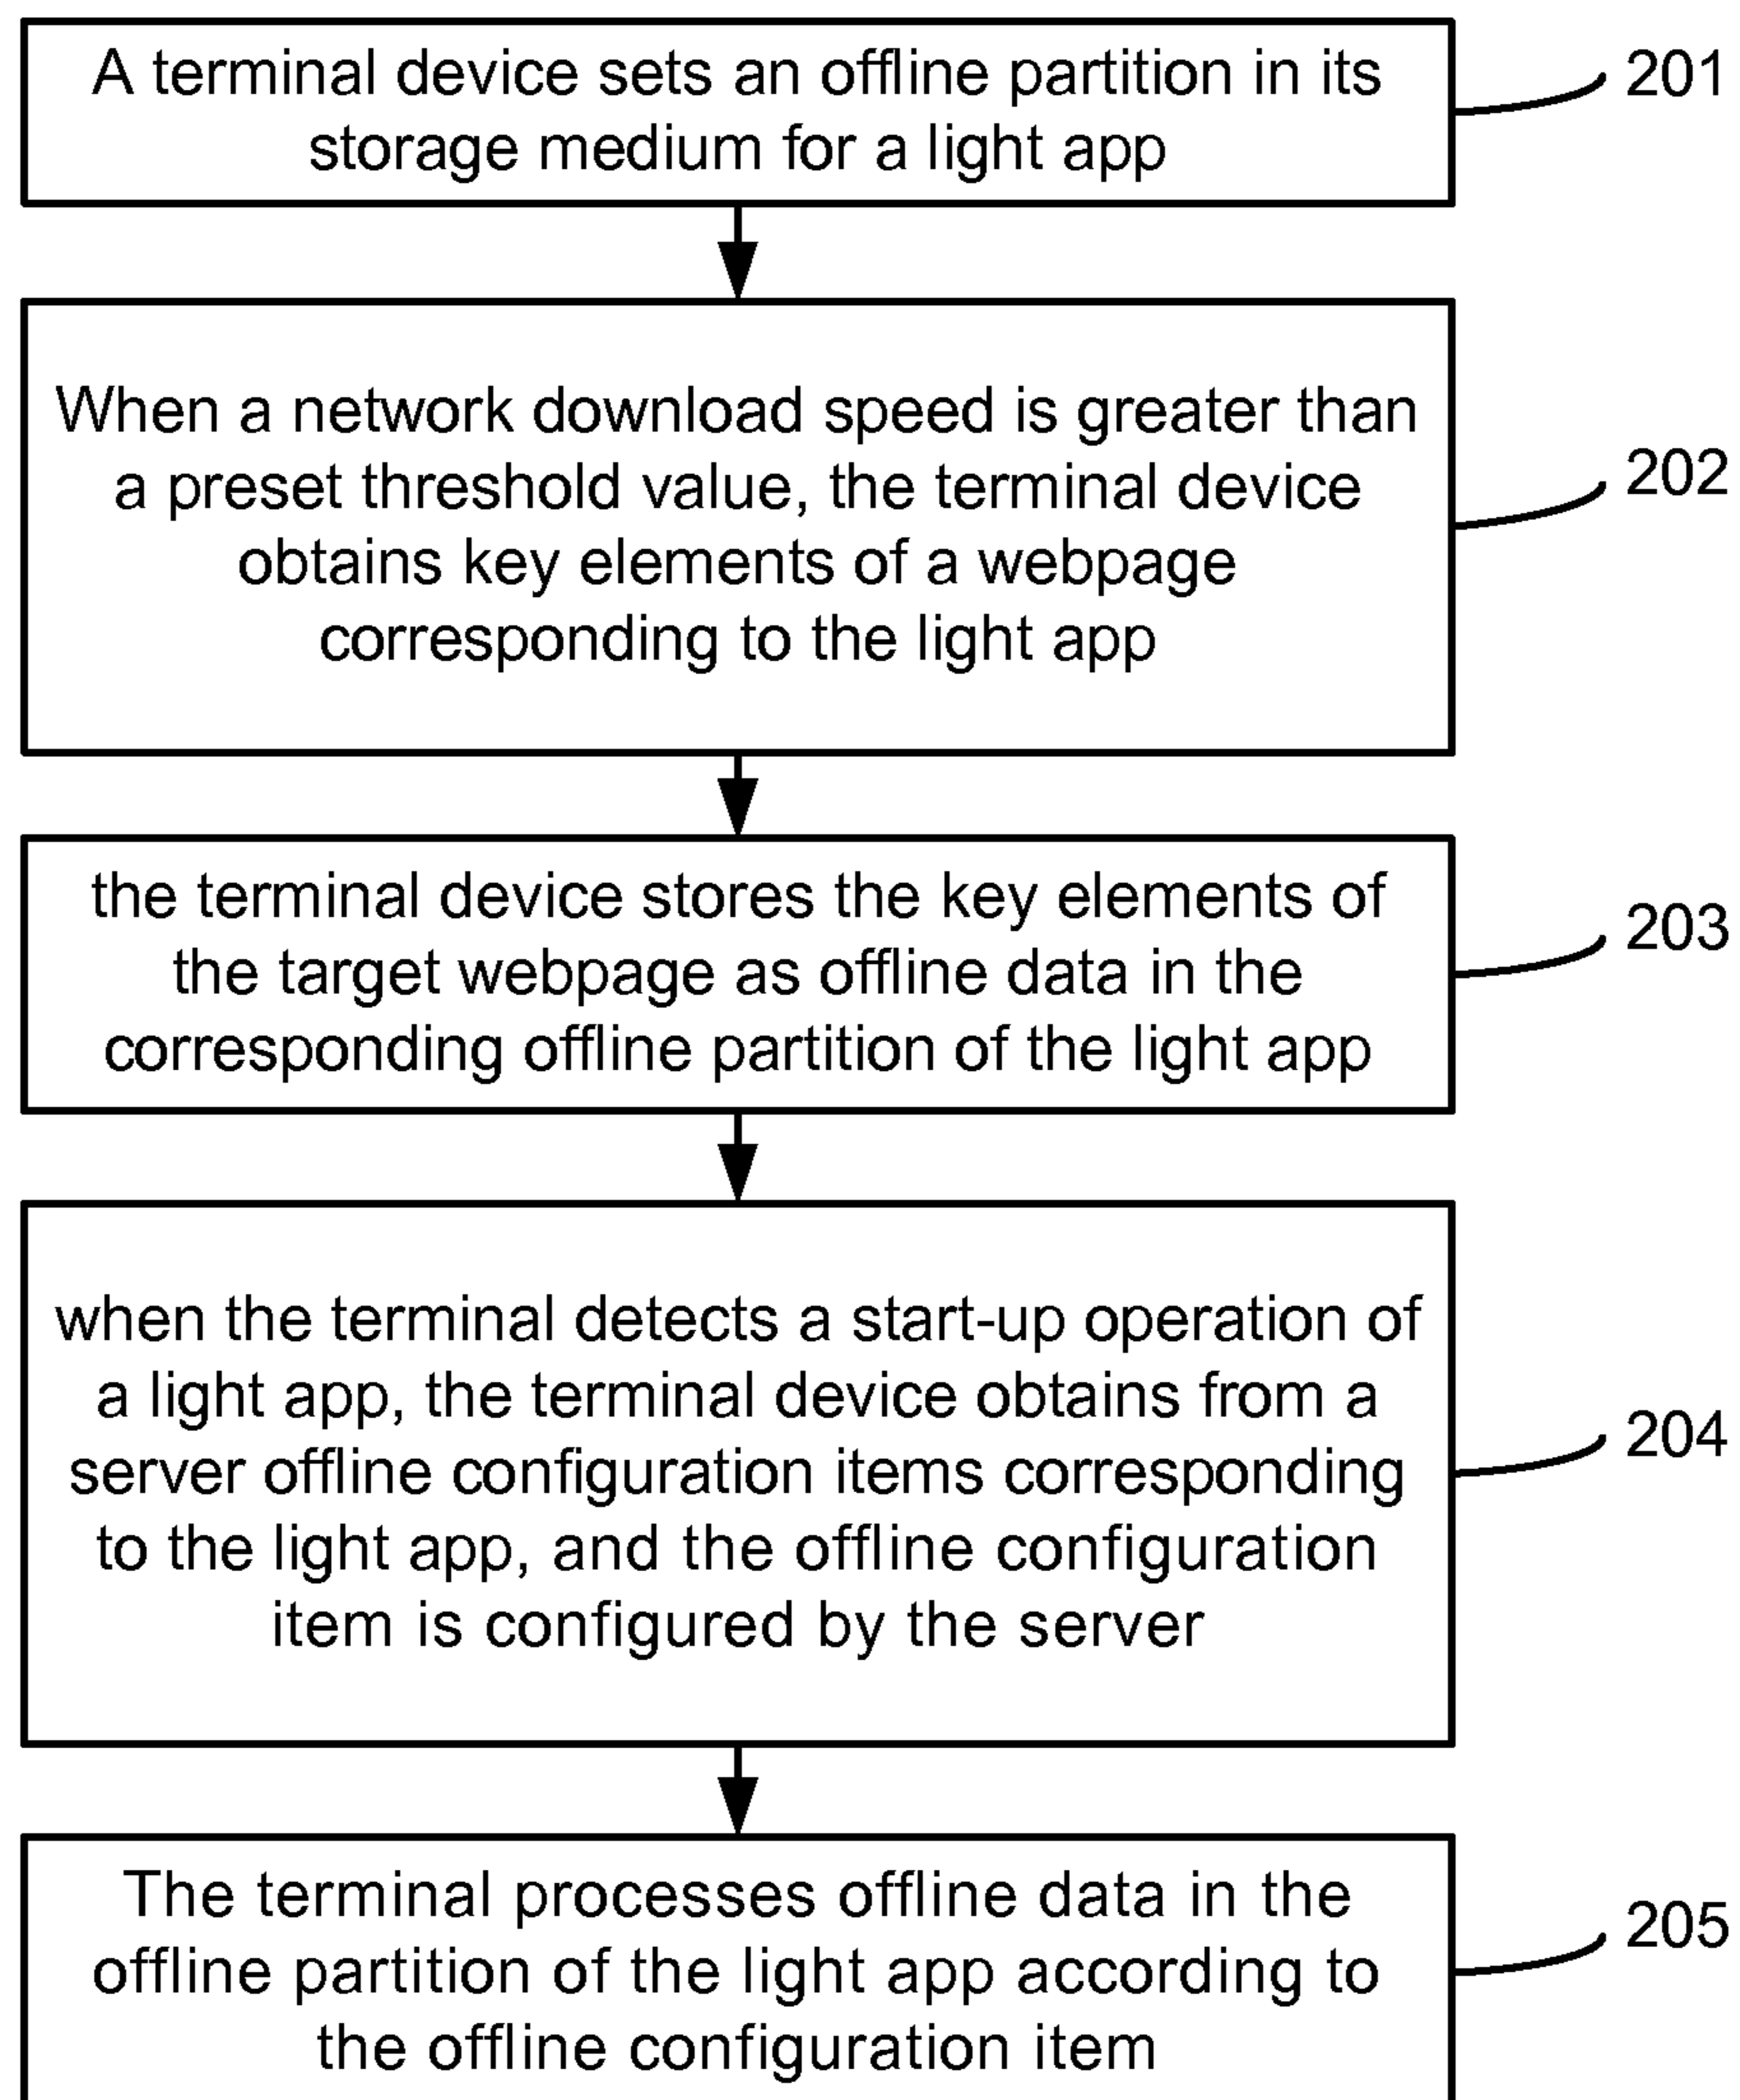 A terminal device sets an offline partition in its
storage medium for a light app
201
When a network download speed is greater than
a preset threshold value, the terminal device
obtains key elements of a webpage
corresponding to the light app
202
the terminal device stores the key elements of
the target webpage as offline data in the
corresponding offline partition of the light app
203
when the terminal detects a start-up operation of
a light app, the terminal device obtains from a
server offline configuration items corresponding
to the light app, and the offline configuration
item is configured by the server
204
The terminal processes offline data in the
offline partition of the light app according to
the offline configuration item
205